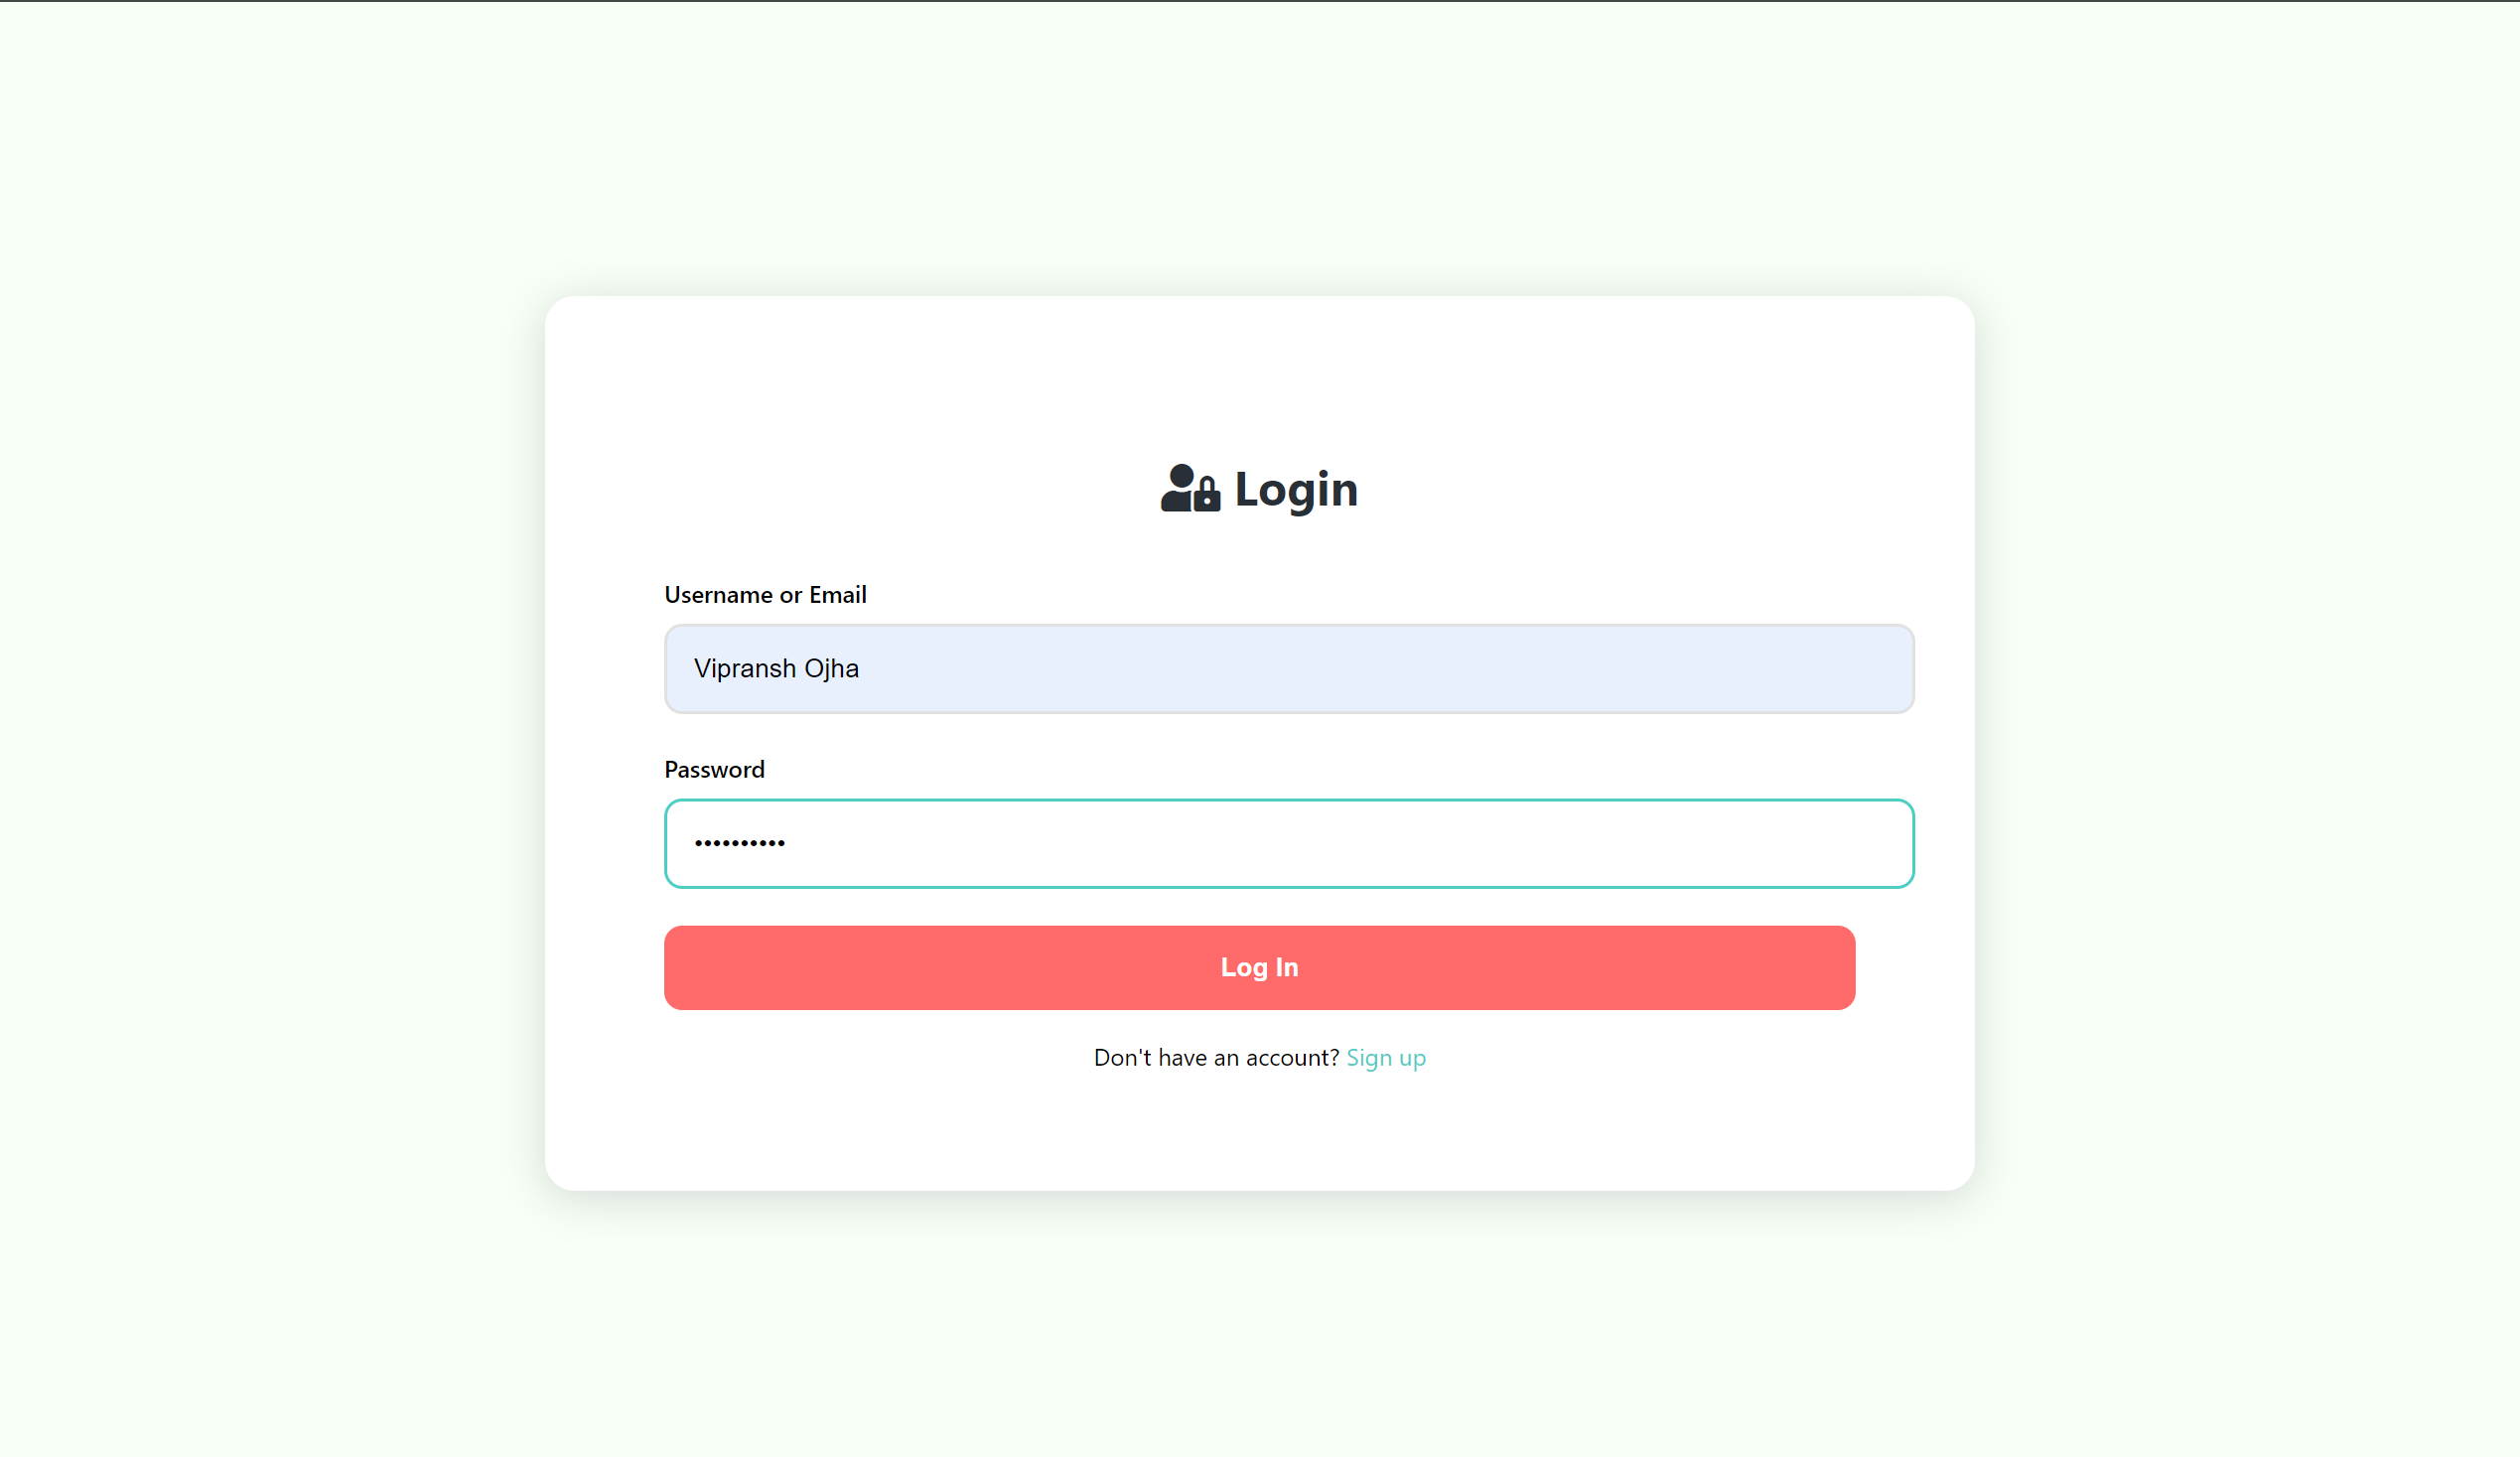 Login
Username or Email
Vipransh Ojha
Password
••••••••••
Log In
Don't have an account? Sign up